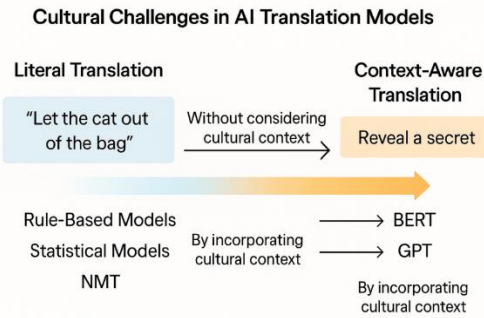 Cultural Challenges in AI Translation Models
Literal Translation
“Let the cat out
of the bag”
Without considering
cultural context
Context-Aware
Translation
Reveal a secret
Rule-Based Models
Statistical Models
NMT
By incorporating
cultural context
BERT
GPT
By incorporating
cultural context